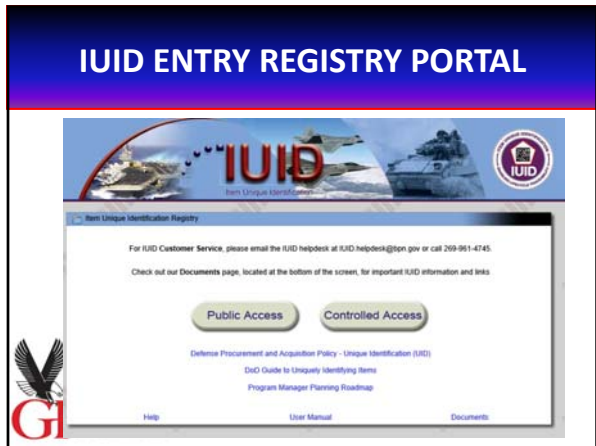 IUID ENTRY REGISTRY PORTAL
IUID
Item Unique Identification
IUID
Item Unique Identification Registry
For IUID Customer Service, please email the IUID helpdesk at IUID.helpdesk@bpn.gov or call 269-961-4745.
Check out our Documents page, located at the bottom of the screen, for important IUID information and links
Public Access Controlled Access
Defense Procurement and Acquisition Policy - Unique Identification (UID)
DoD Guide to Uniquely Identifying Items
Program Manager Planning Roadmap
Help User Manual Documents